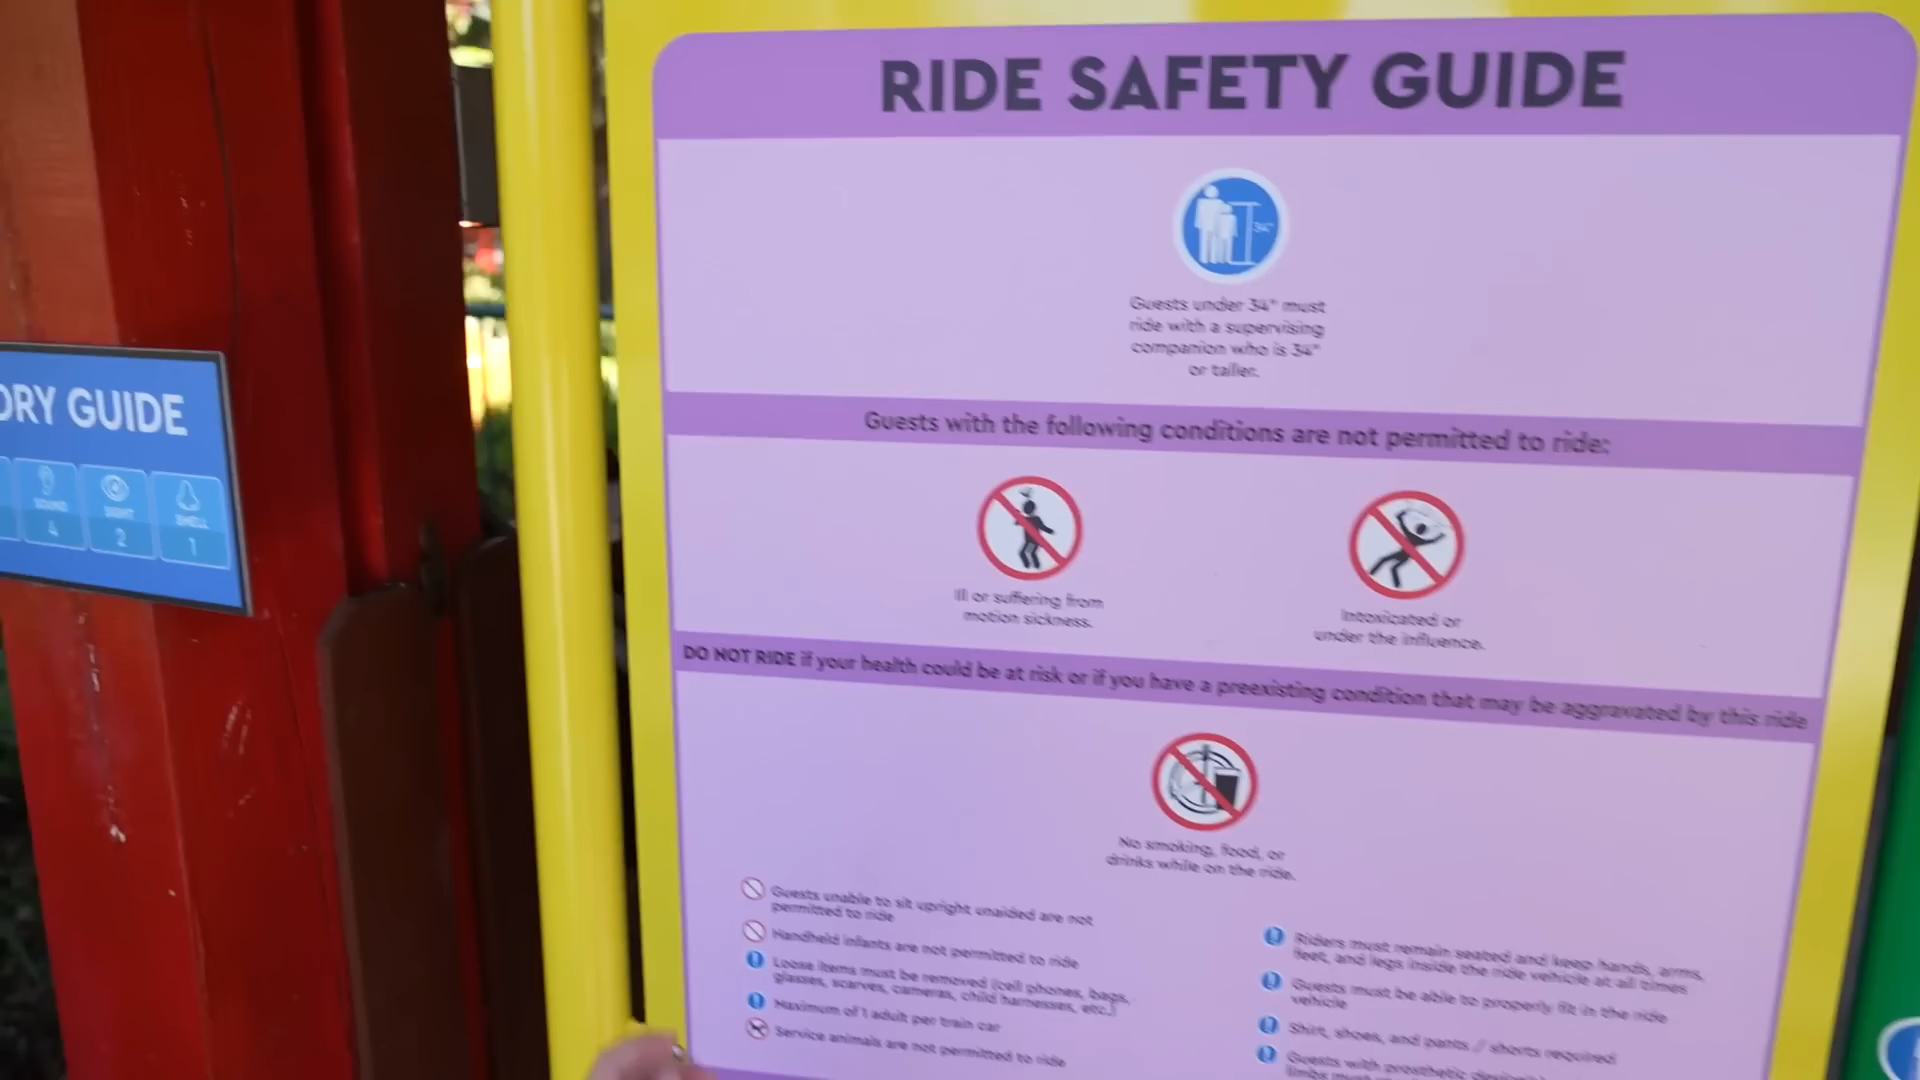 RIDE SAFETY GUIDE
34"
Guests under 34" must
ride with a supervising
companion who is 34"
or taller.
Guests with the following conditions are not permitted to ride:
Ill or suffering from
motion sickness.
Intoxicated or
under the influence.
DO NOT RIDE if your health could be at risk or if you have a preexisting condition that may be aggravated by this ride
No smoking, food, or
drinks while on the ride.
Guests unable to sit upright unaided are not
permitted to ride
Handheld infants are not permitted to ride
Loose items must be removed (cell phones, bags,
glasses, scarves, cameras, child harnesses, etc.)
Maximum of 1 adult per train car
Service animals are not permitted to ride
Riders must remain seated and keep hands, arms,
feet, and legs inside the ride vehicle at all times
Guests must be able to properly fit in the ride
vehicle
Shirt, shoes, and pants / shorts required
Guests with prosthetic
limbs must
ORY GUIDE
SOUND
4
SIGHT
2
SMELL
1